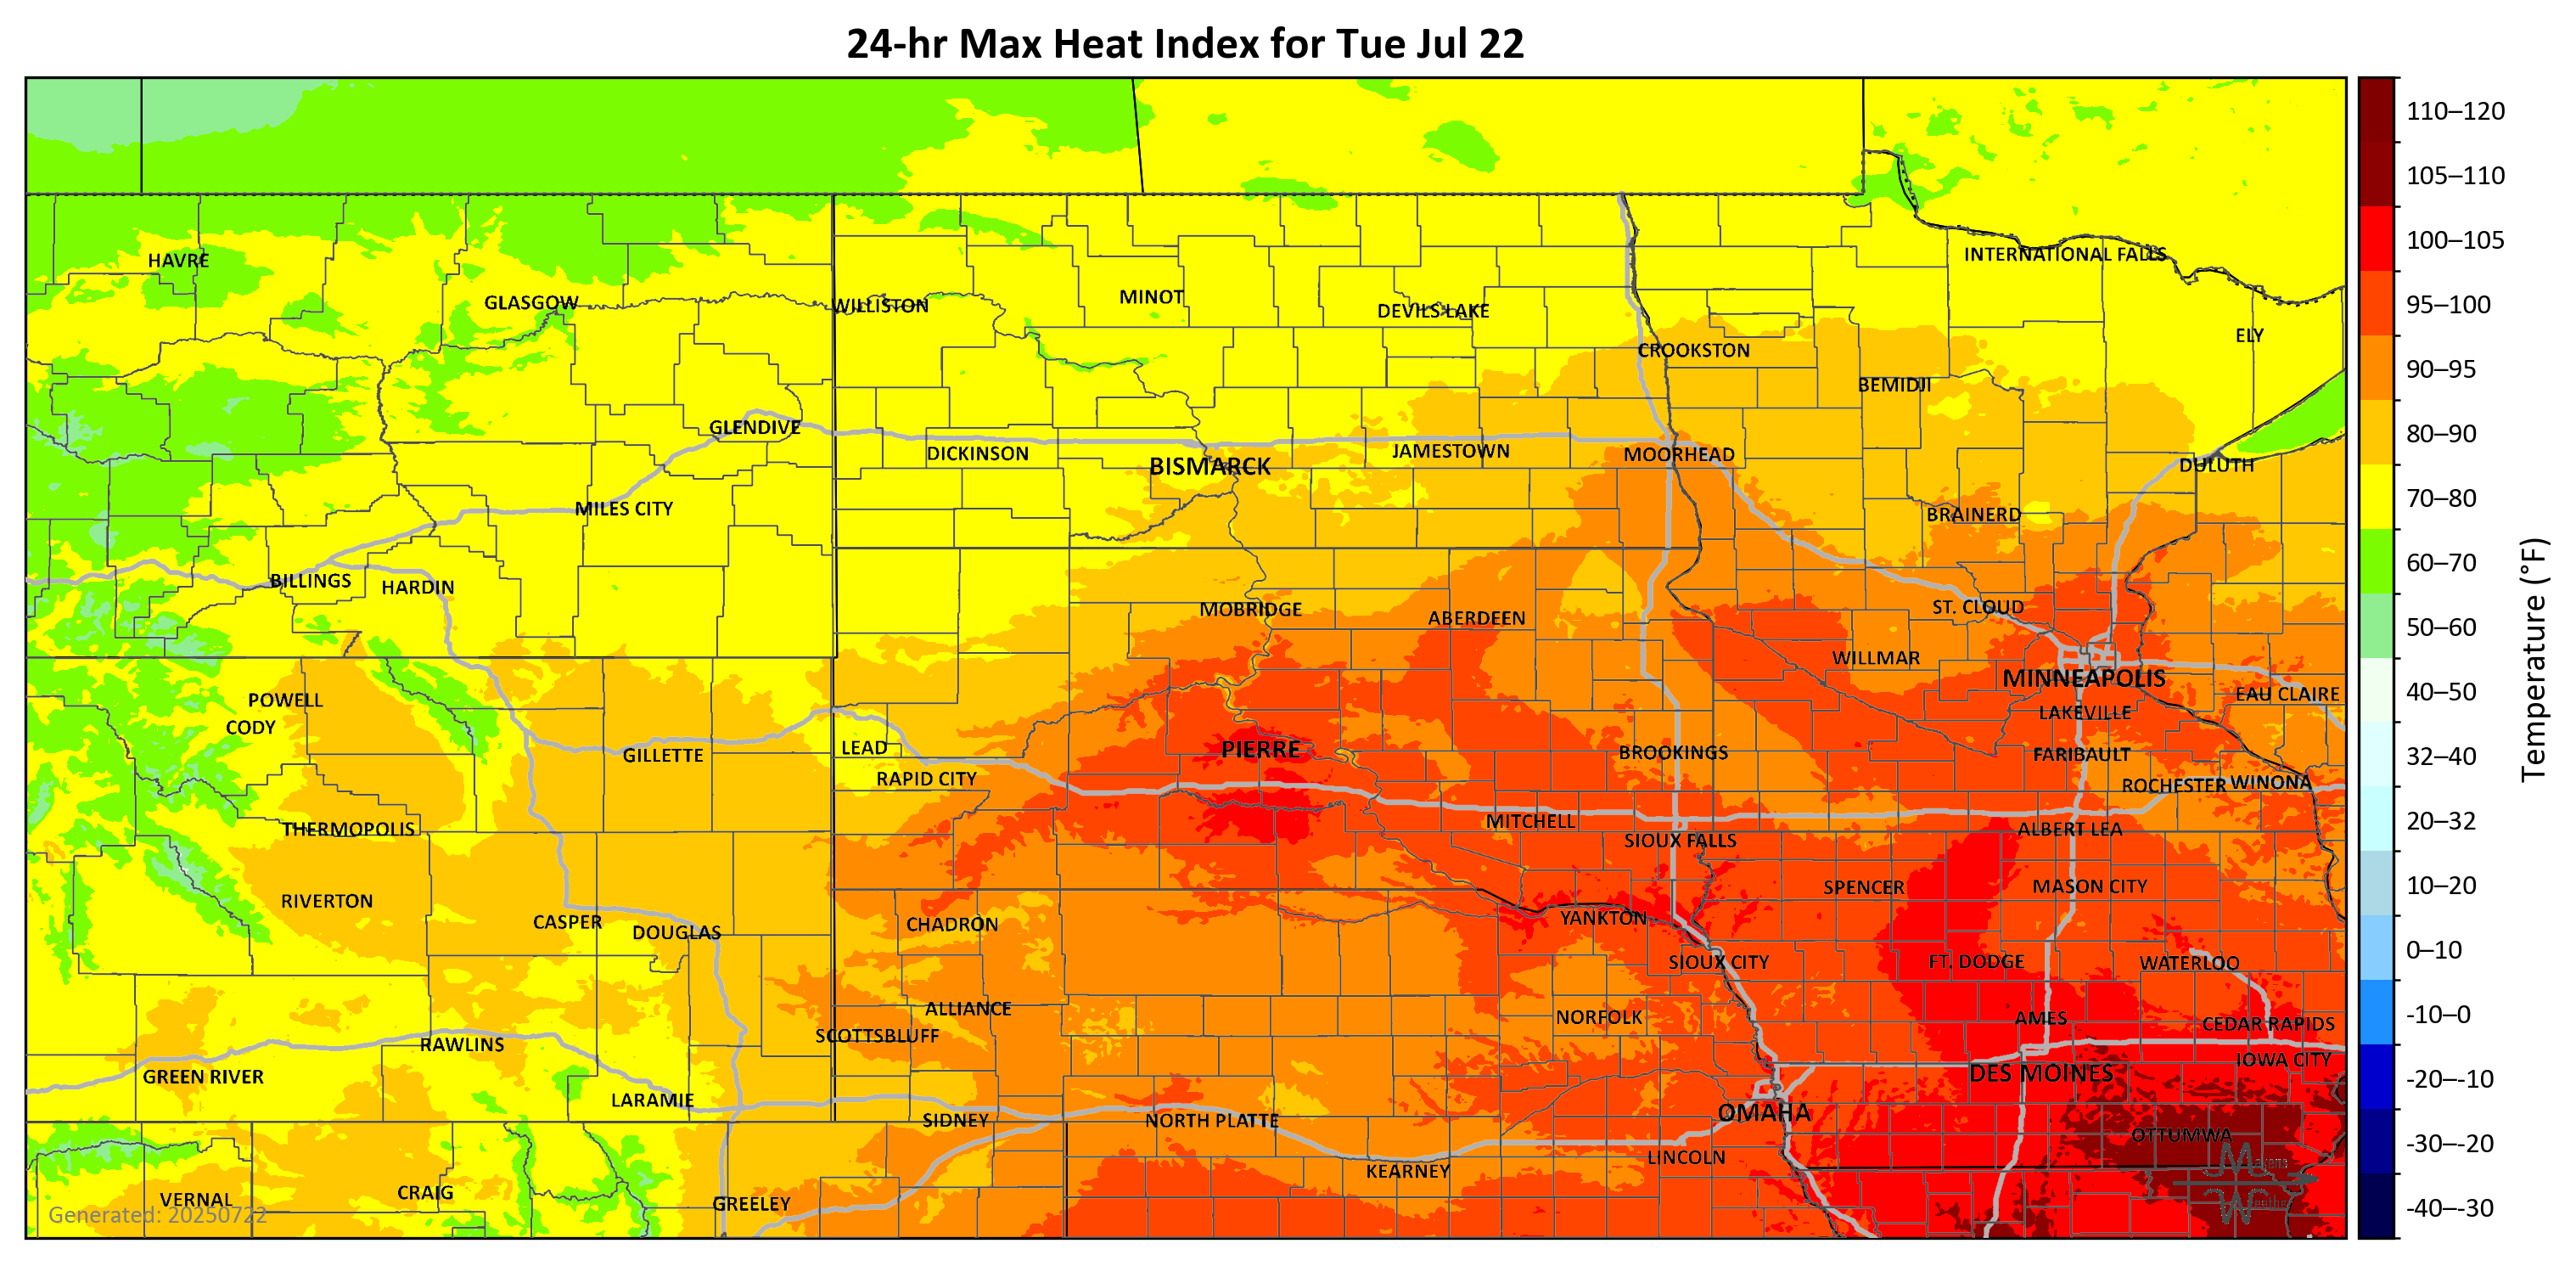 24-hr Max Heat Index for Tue Jul 22
110–120
105–110
100–105
95–100
90–95
80–90
70–80
60–70
50–60
40–50
32–40
20–32
10–20
0–10
-10–0
-20–-10
-30–-20
-40–-30
Temperature (°F)
HAVRE
GLASGOW
WILLISTON
MINOT
DEVILS LAKE
INTERNATIONAL FALLS
ELY
CROOKSTON
BEMIDJI
GLENDIVE
DICKINSON
BISMARCK
JAMESTOWN
MOORHEAD
DULUTH
MILES CITY
BRAINERD
BILLINGS
HARDIN
MOBRIDGE
ABERDEEN
ST. CLOUD
WILLMAR
MINNEAPOLIS
EAU CLAIRE
POWELL
CODY
LAKEVILLE
GILLETTE
LEAD
PIERRE
BROOKINGS
FARIBAULT
RAPID CITY
ROCHESTER
WINONA
THERMOPOLIS
MITCHELL
SIOUX FALLS
ALBERT LEA
RIVERTON
SPENCER
MASON CITY
CASPER
DOUGLAS
CHADRON
YANKTON
SIOUX CITY
FT. DODGE
WATERLOO
ALLIANCE
NORFOLK
AMES
CEDAR RAPIDS
SCOTTSBLUFF
RAWLINS
IOWA CITY
GREEN RIVER
DES MOINES
LARAMIE
SIDNEY
NORTH PLATTE
OMAHA
OTTUMWA
LINCOLN
KEARNEY
VERNAL
CRAIG
GREELEY
Generated: 20250722